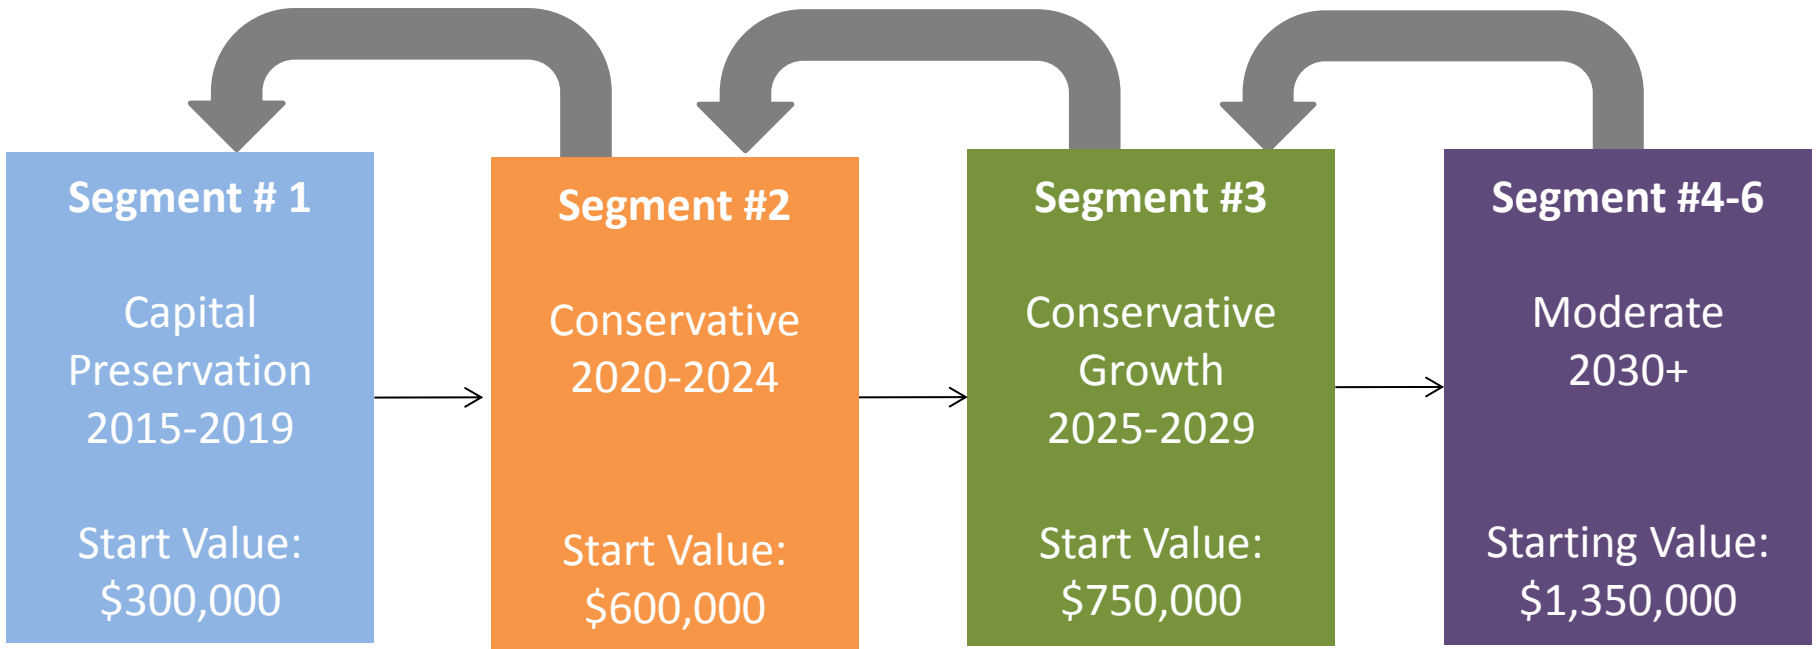 Segment # 1
Capital
Preservation
2015-2019
Start Value:
$300,000
Segment #2
Conservative
2020-2024
Start Value:
$600,000
Segment #3
Conservative
Growth
2025-2029
Start Value:
$750,000
Segment #4-6
Moderate
2030+
Starting Value:
$1,350,000